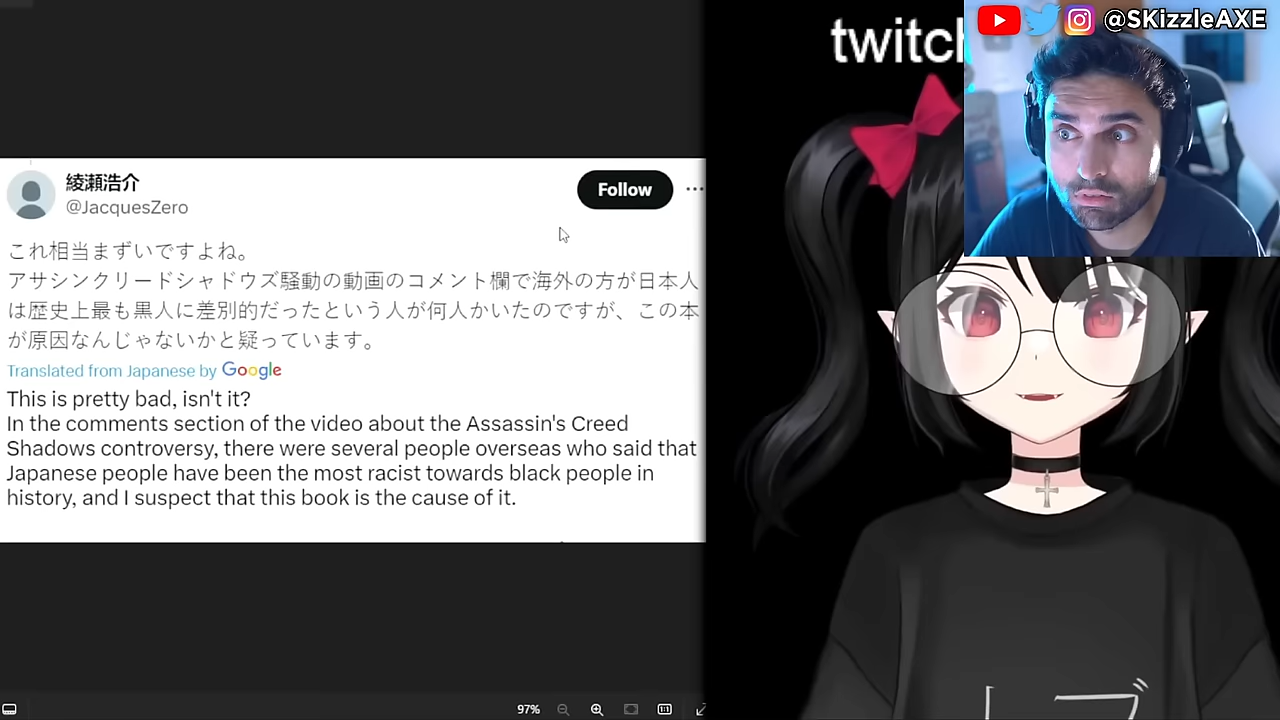 twitch
@SKizzleAXE
綾瀬浩介
@JacquesZero
Follow
これ相当まずいですよね。
アサシンクリードシャドウズ騒動の動画のコメント欄で海外の方が日本人
は歴史上最も黒人に差別的だったという人が何人かいたのですが、この本
が原因なんじゃないかと疑っています。
Translated from Japanese by Google
This is pretty bad, isn't it?
In the comments section of the video about the Assassin's Creed
Shadows controversy, there were several people overseas who said that
Japanese people have been the most racist towards black people in
history, and I suspect that this book is the cause of it.
97%